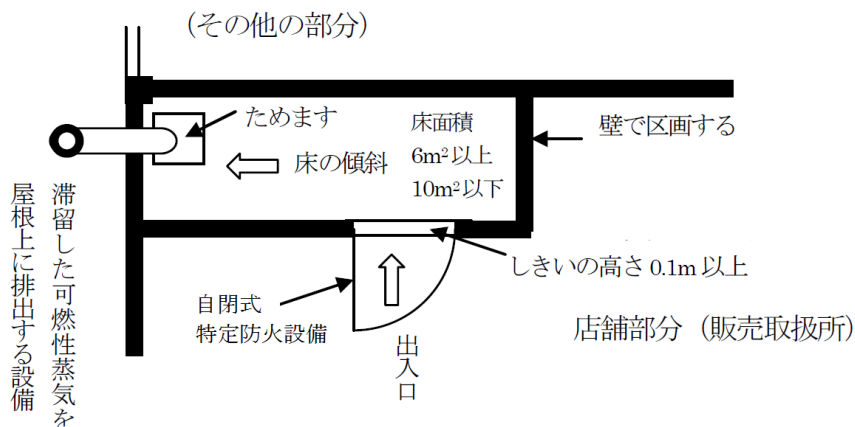 (その他の部分)
ためます
床の傾斜
床面積
6m²以上
10m²以下
壁で区画する
しきいの高さ 0.1m 以上
自閉式
特定防火設備
出入口
店舗部分(販売取扱所)
滞留した可燃性蒸気を
屋根上に排出する設備